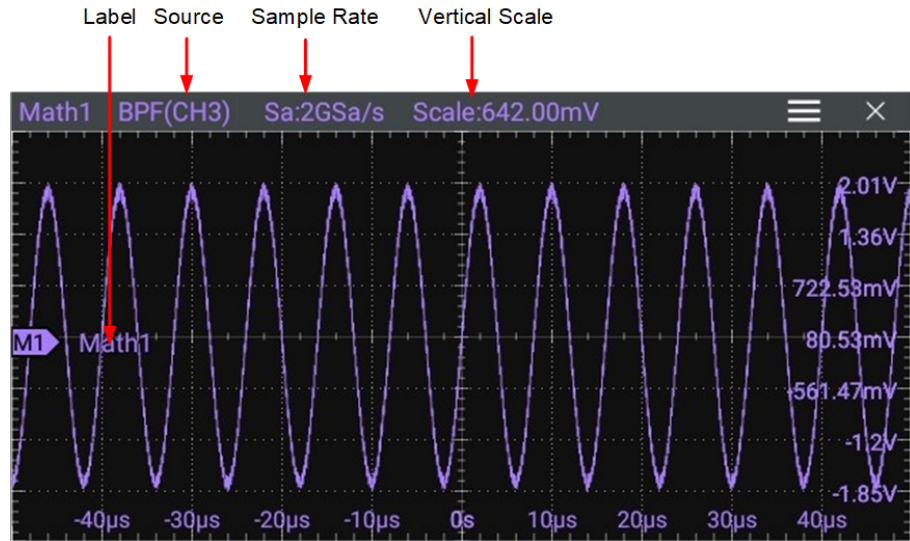 Label Source Sample Rate Vertical Scale
Math1 BPF(CH3) Sa:2GSa/s Scale:642.00mV
2.01V
1.36V
722.53mV
M1 Math1 80.53mV
-561.47mV
-1.2V
-1.85V
-40µs -30µs -20µs -10µs 0s 10µs 20µs 30µs 40µs